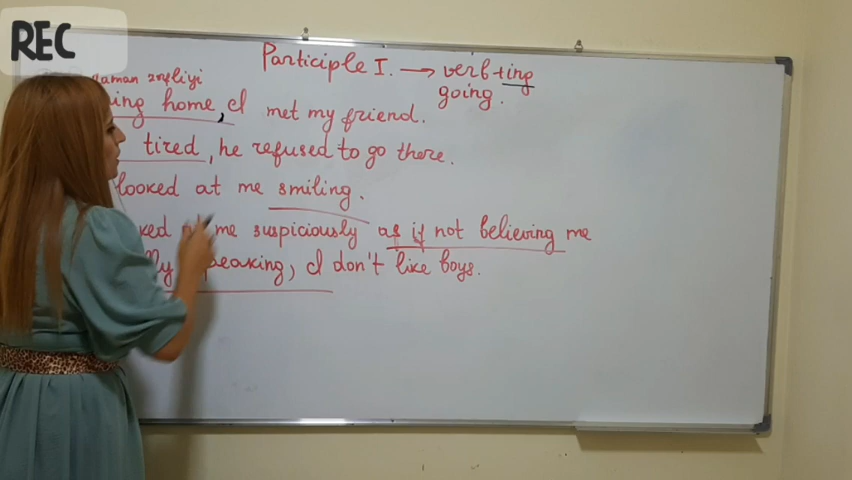 REC
Participle I. → verb+ing
going.
zaman zərfliyi
ing home, I met my friend.
tired, he refused to go there.
looked at me smiling.
ked me suspiciously as if not believing me
speaking, I don't like boys.